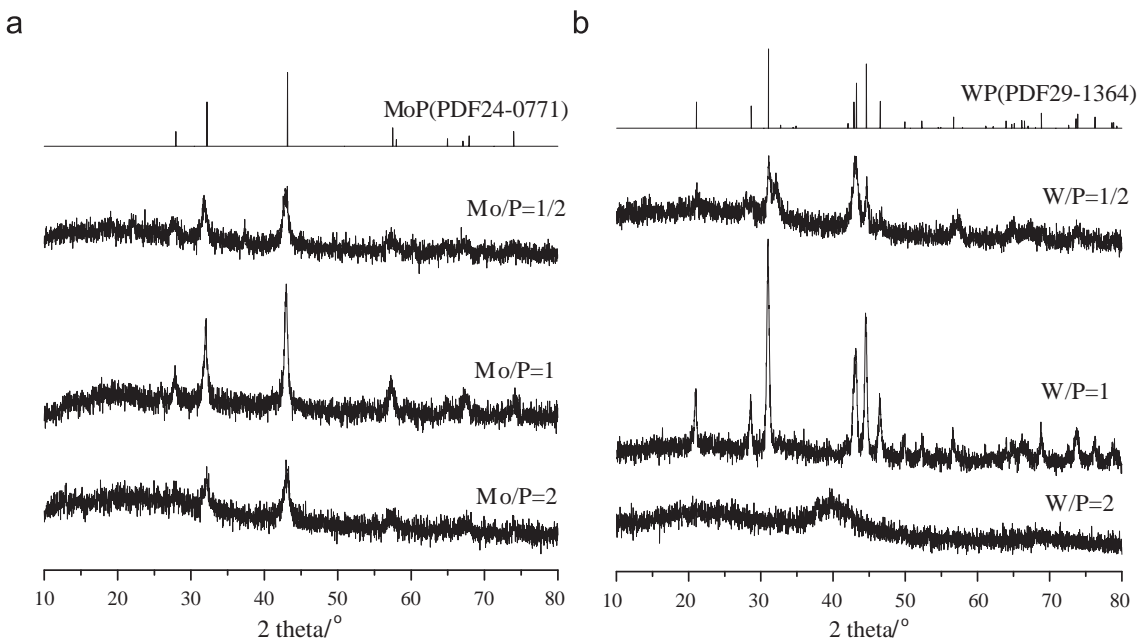 a
MoP(PDF24-0771)
Mo/P=1/2
Mo/P=1
Mo/P=2
10 20 30 40 50 60 70 80
2 theta/°
b
WP(PDF29-1364)
W/P=1/2
W/P=1
W/P=2
10 20 30 40 50 60 70 80
2 theta/°